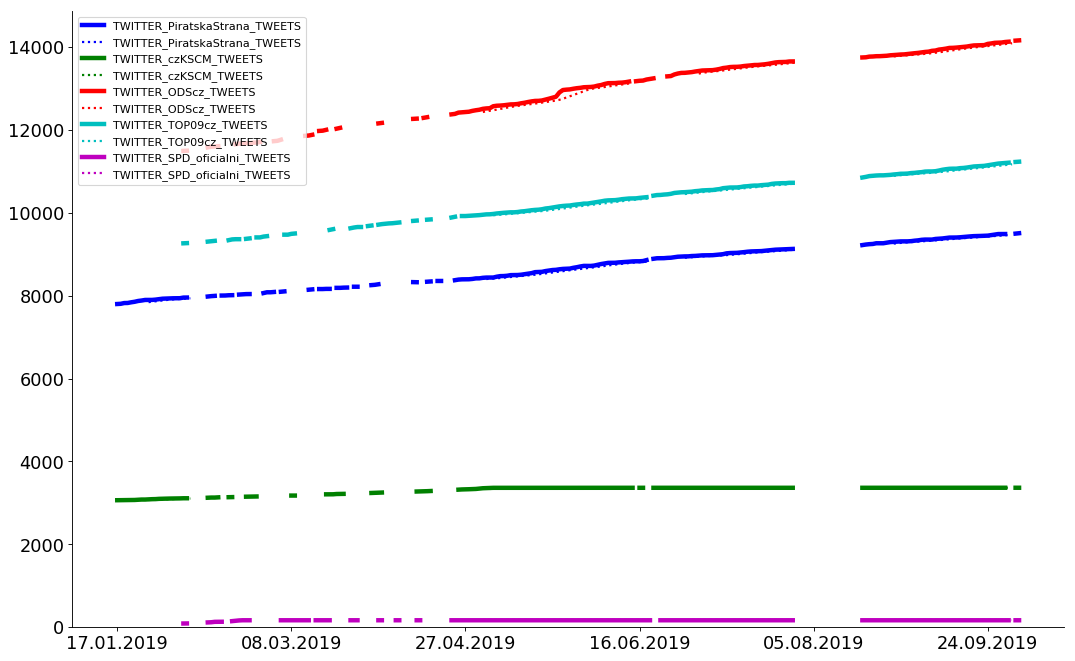 TWITTER_PiratskaStrana_TWEETS
TWITTER_PiratskaStrana_TWEETS
TWITTER_czKSCM_TWEETS
TWITTER_czKSCM_TWEETS
TWITTER_ODScz_TWEETS
TWITTER_ODScz_TWEETS
TWITTER_TOP09cz_TWEETS
TWITTER_TOP09cz_TWEETS
TWITTER_SPD_oficialni_TWEETS
TWITTER_SPD_oficialni_TWEETS
14000
12000
10000
8000
6000
4000
2000
0
17.01.2019 08.03.2019 27.04.2019 16.06.2019 05.08.2019 24.09.2019